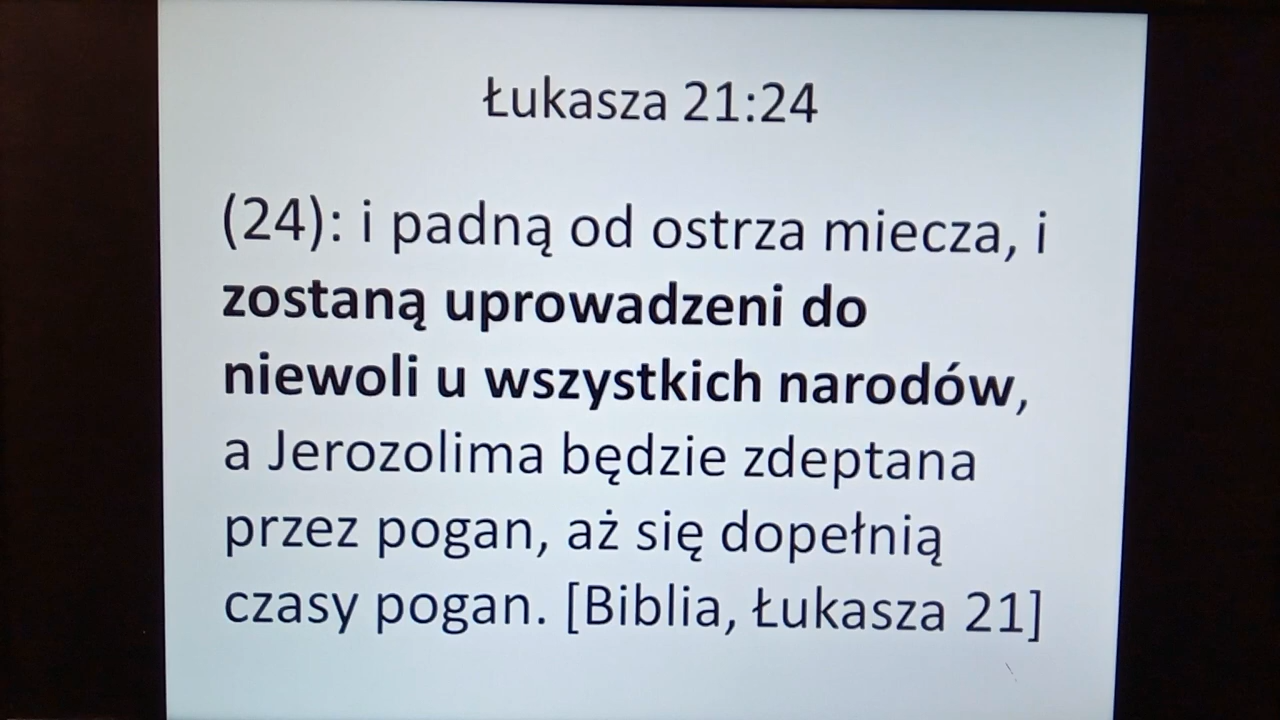 Łukasza 21:24
(24): i padną od ostrza miecza, i
zostaną uprowadzeni do
niewoli u wszystkich narodów,
a Jerozolima będzie zdeptana
przez pogan, aż się dopełnią
czasy pogan. [Biblia, Łukasza 21]